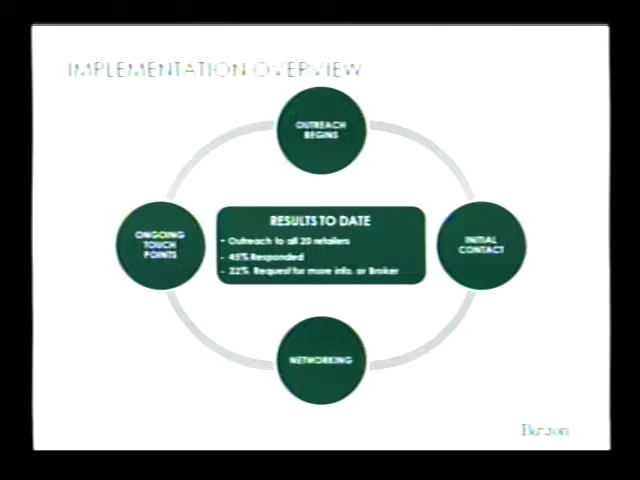 IMPLEMENTATION OVERVIEW
OUTREACH
BEGINS
ONGOING
TOUCH
POINTS
RESULTS TO DATE
• Outreach to all 20 retailers
- 45% Responded
- 22% Request for more info. or Broker
INITIAL
CONTACT
NETWORKING